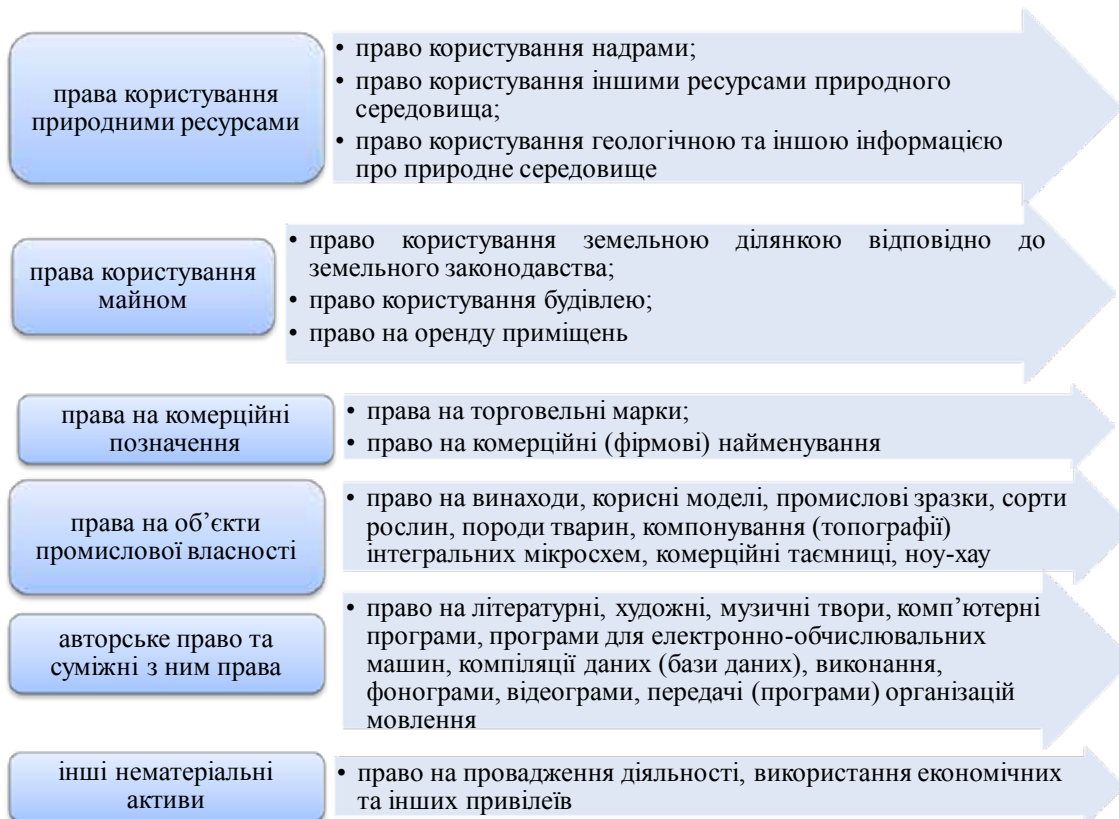 права користування
природними ресурсами
• право користування надрами;
• право користування іншими ресурсами природного
середовища;
• право користування геологічною та іншою інформацією
про природне середовище
права користування
майном
• право користування земельною ділянкою відповідно до
земельного законодавства;
• право користування будівлею;
• право на оренду приміщень
права на комерційні
позначення
• права на торговельні марки;
• право на комерційні (фірмові) найменування
права на об’єкти
промислової власності
• право на винаходи, корисні моделі, промислові зразки, сорти
рослин, породи тварин, компонування (топографії)
інтегральних мікросхем, комерційні таємниці, ноу-хау
авторське право та
суміжні з ним права
• право на літературні, художні, музичні твори, комп’ютерні
програми, програми для електронно-обчислювальних
машин, компіляції даних (бази даних), виконання,
фонограми, відеограми, передачі (програми) організацій
мовлення
інші нематеріальні
активи
• право на провадження діяльності, використання економічних
та інших привілеїв